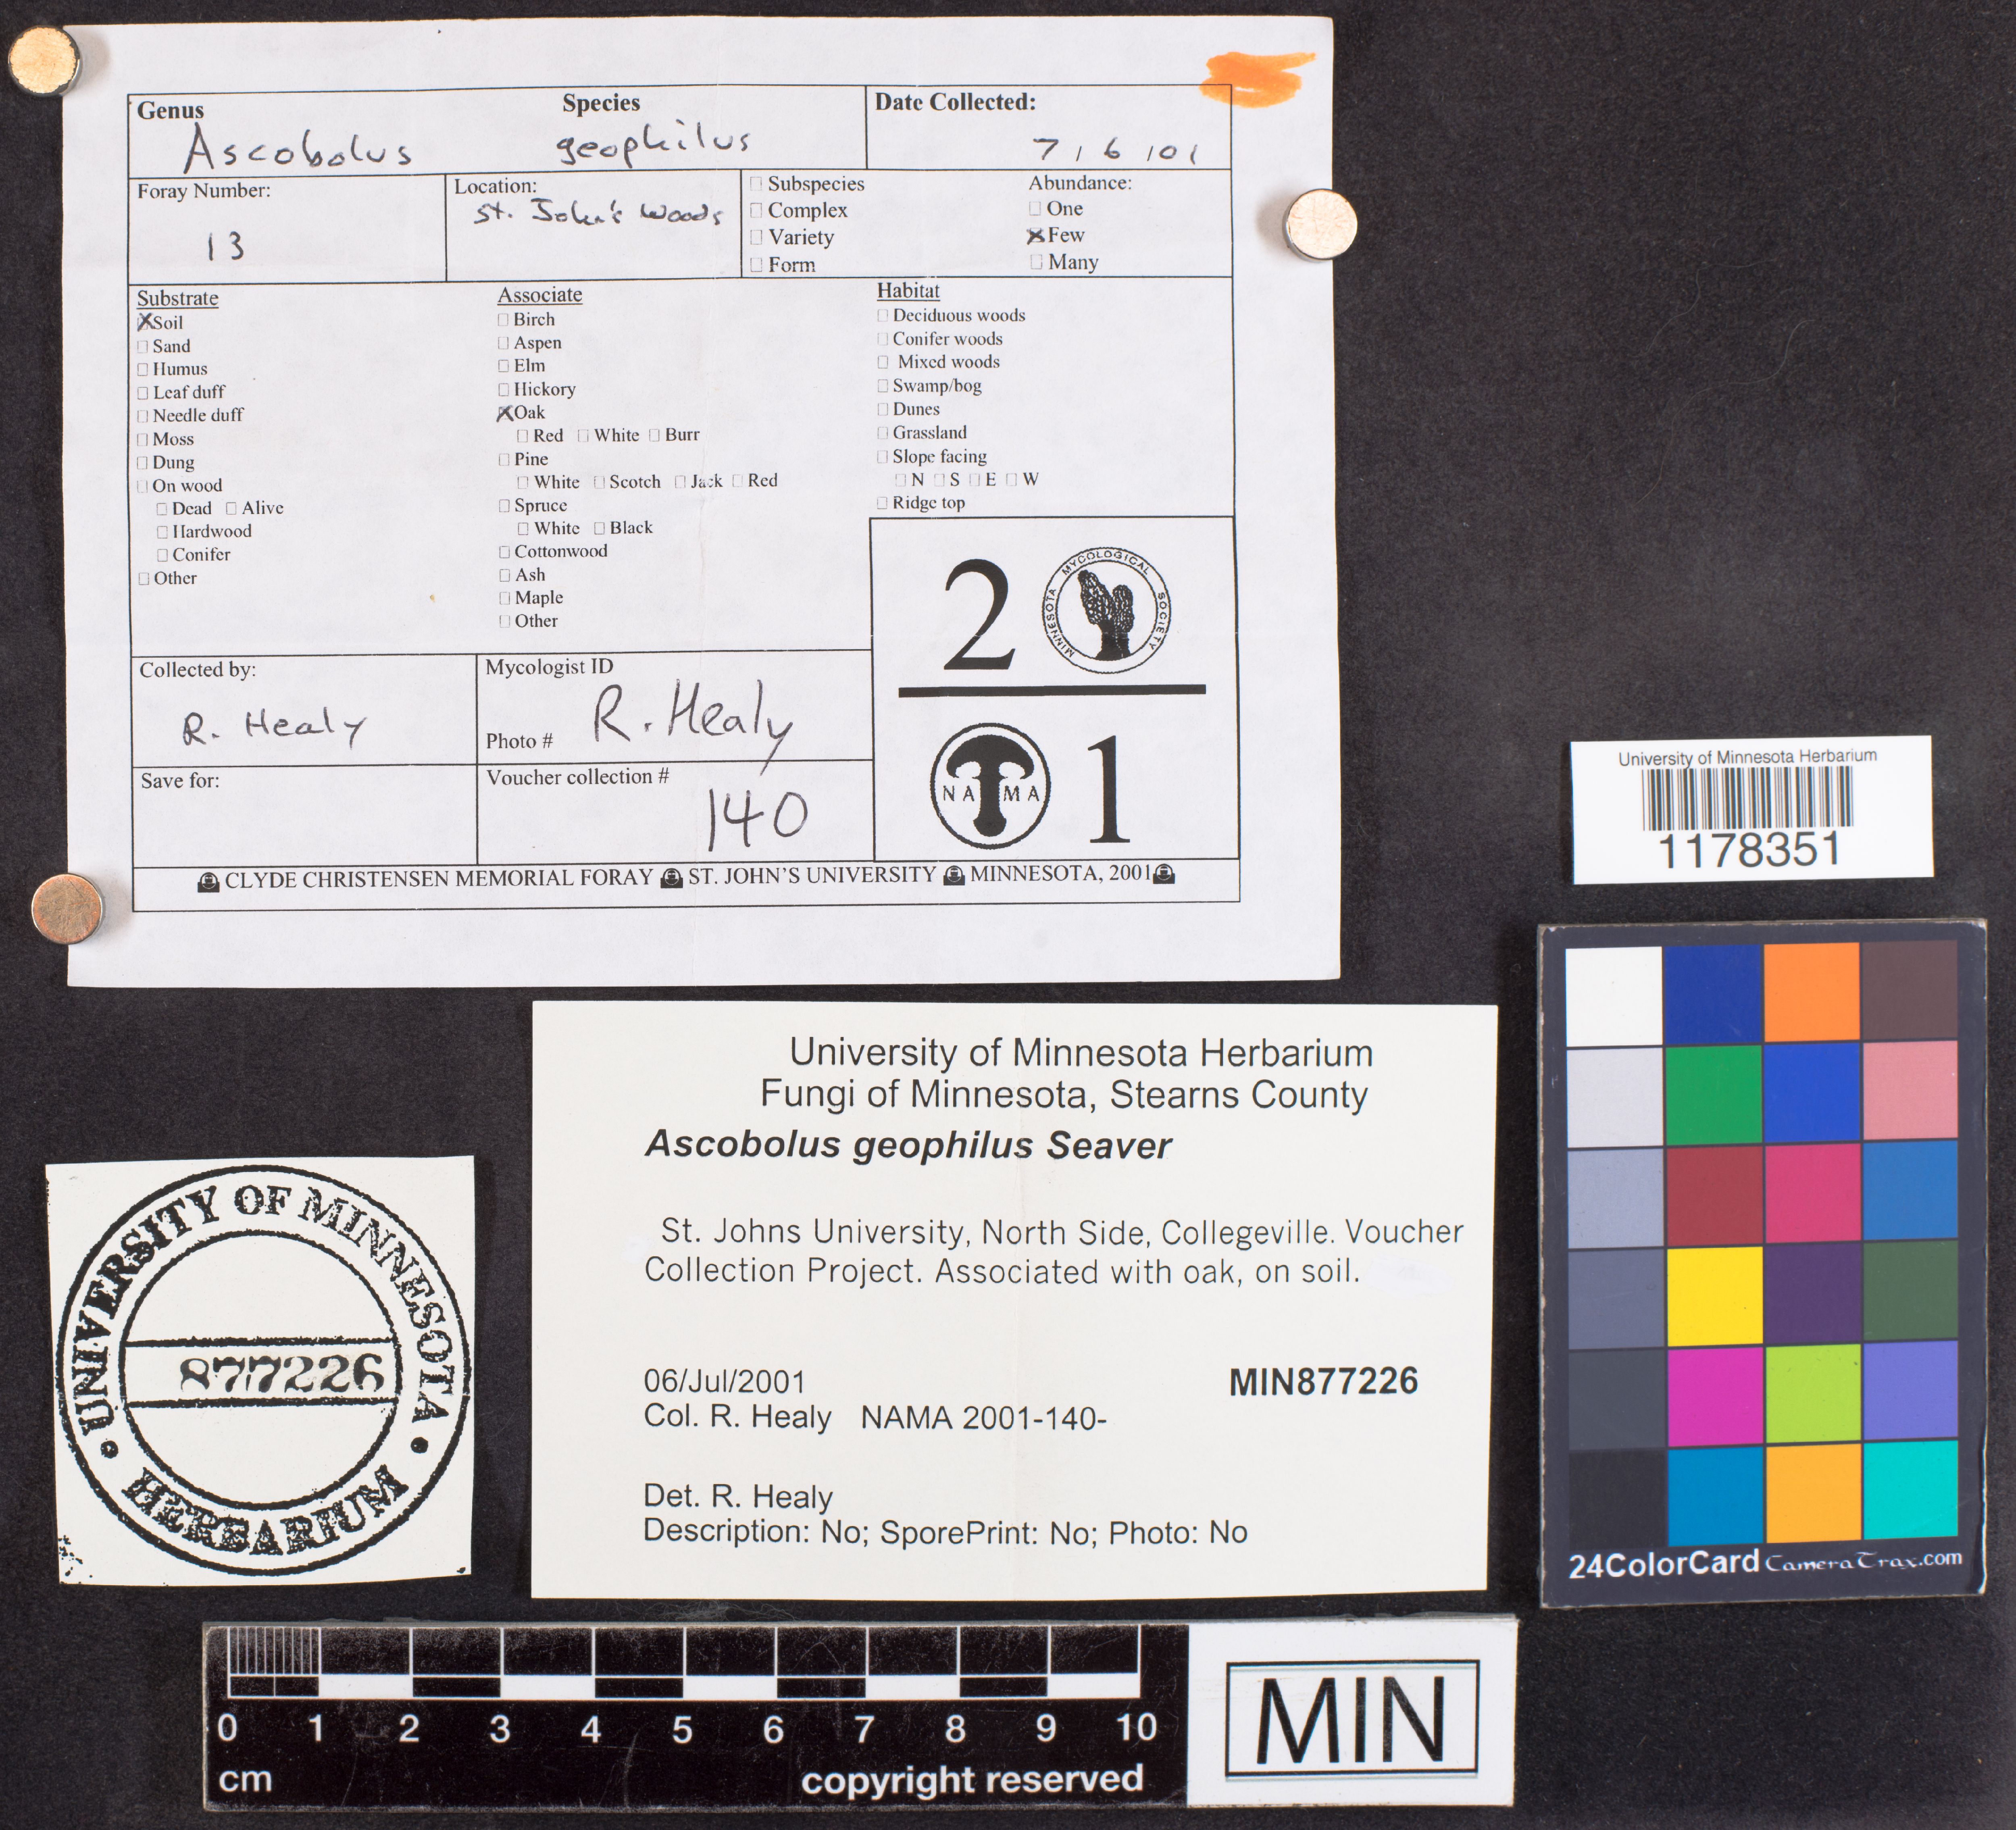 Genus Species Date Collected:
Ascobolus geophilus 7/6/01
Foray Number: Location:
13 St. John's Woods
☐ Subspecies Abundance:
☐ Complex ☐ One
☐ Variety ☒ Few
☐ Form ☐ Many
Substrate
☒ Soil
☐ Sand
☐ Humus
☐ Leaf duff
☐ Needle duff
☐ Moss
☐ Dung
☐ On wood
☐ Dead ☐ Alive
☐ Hardwood
☐ Conifer
☐ Other
Associate
☐ Birch
☐ Aspen
☐ Elm
☐ Hickory
☒ Oak
☐ Red ☐ White ☐ Burr
☐ Pine
☐ White ☐ Scotch ☐ Jack ☐ Red
☐ Spruce
☐ White ☐ Black
☐ Cottonwood
☐ Ash
☐ Maple
☐ Other
Habitat
☐ Deciduous woods
☐ Conifer woods
☐ Mixed woods
☐ Swamp/bog
☐ Dunes
☐ Grassland
☐ Slope facing
☐ N ☐ S ☐ E ☐ W
☐ Ridge top
2 MINNESOTA MYCOLOGICAL SOCIETY
NAMA 1
Collected by:
R. Healy
Mycologist ID
R. Healy
Photo #
Save for:
Voucher collection #
140
CLYDE CHRISTENSEN MEMORIAL FORAY ST. JOHN'S UNIVERSITY MINNESOTA, 2001
University of Minnesota Herbarium
1178351
University of Minnesota Herbarium
Fungi of Minnesota, Stearns County
Ascobolus geophilus Seaver
St. Johns University, North Side, Collegeville. Voucher
Collection Project. Associated with oak, on soil.
06/Jul/2001 MIN877226
Col. R. Healy NAMA 2001-140-
Det. R. Healy
Description: No; SporePrint: No; Photo: No
UNIVERSITY OF MINNESOTA
877226
HERBARIUM
24ColorCard CameraTrax.com
0 1 2 3 4 5 6 7 8 9 10
cm copyright reserved
MIN